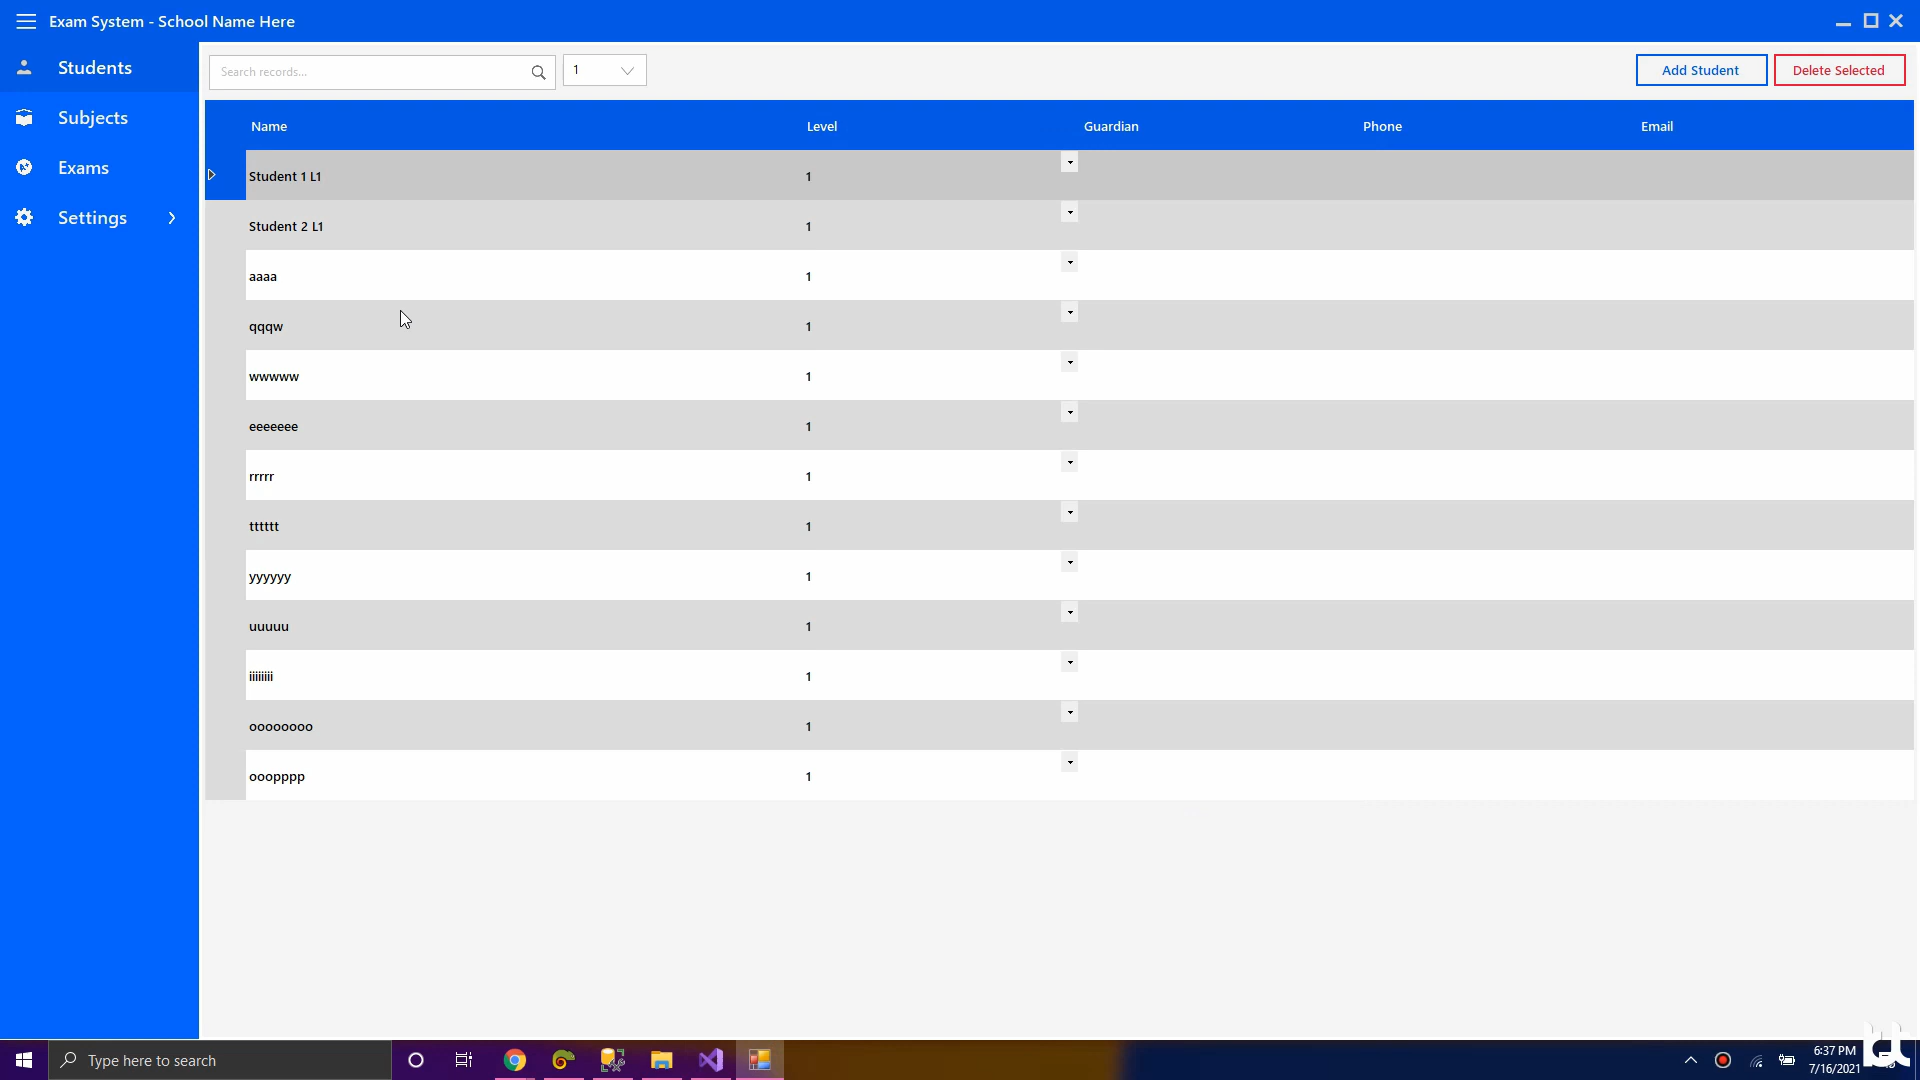 Exam System - School Name Here
Students
Subjects
Exams
Settings
Search records...
1
Add Student
Delete Selected
Name Level Guardian Phone Email
Student 1 L1 1
Student 2 L1 1
aaaa 1
qqqw 1
wwwww 1
eeeeeee 1
rrrrr 1
tttttt 1
yyyyyy 1
uuuuu 1
iiiiiiii 1
oooooooo 1
ooopppp 1
Type here to search
6:37 PM
7/16/2021